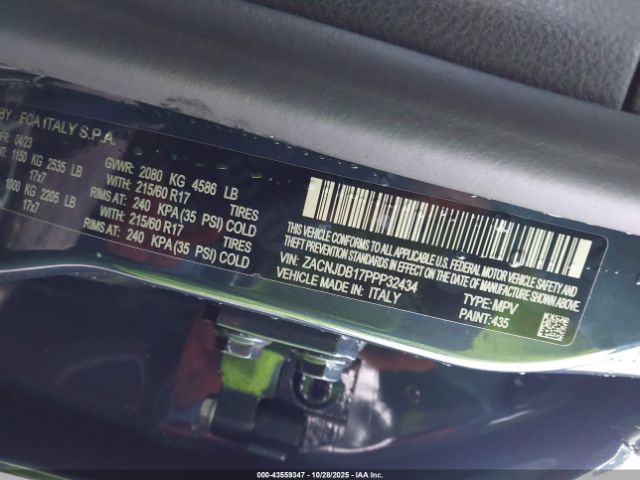 BY FCA ITALY S.P.A.
04/23
1150 KG 2535 LB
17x7
1000 KG 2205 LB
17x7
GVWR: 2080 KG 4586 LB
WITH: 215/60 R17 TIRES
RIMS AT: 240 KPA(35 PSI) COLD
WITH: 215/60 R17 TIRES
RIMS AT: 240 KPA(35 PSI) COLD
THIS VEHICLE CONFORMS TO ALL APPLICABLE U.S. FEDERAL MOTOR VEHICLE SAFETY AND
THEFT PREVENTION STANDARDS IN EFFECT ON THE DATE OF MANUFACTURE SHOWN ABOVE.
VIN: ZACNJDB17PPP32434
VEHICLE MADE IN: ITALY
TYPE: MPV
PAINT: 435
000-43559347 | 10/28/2025 | IAA Inc.